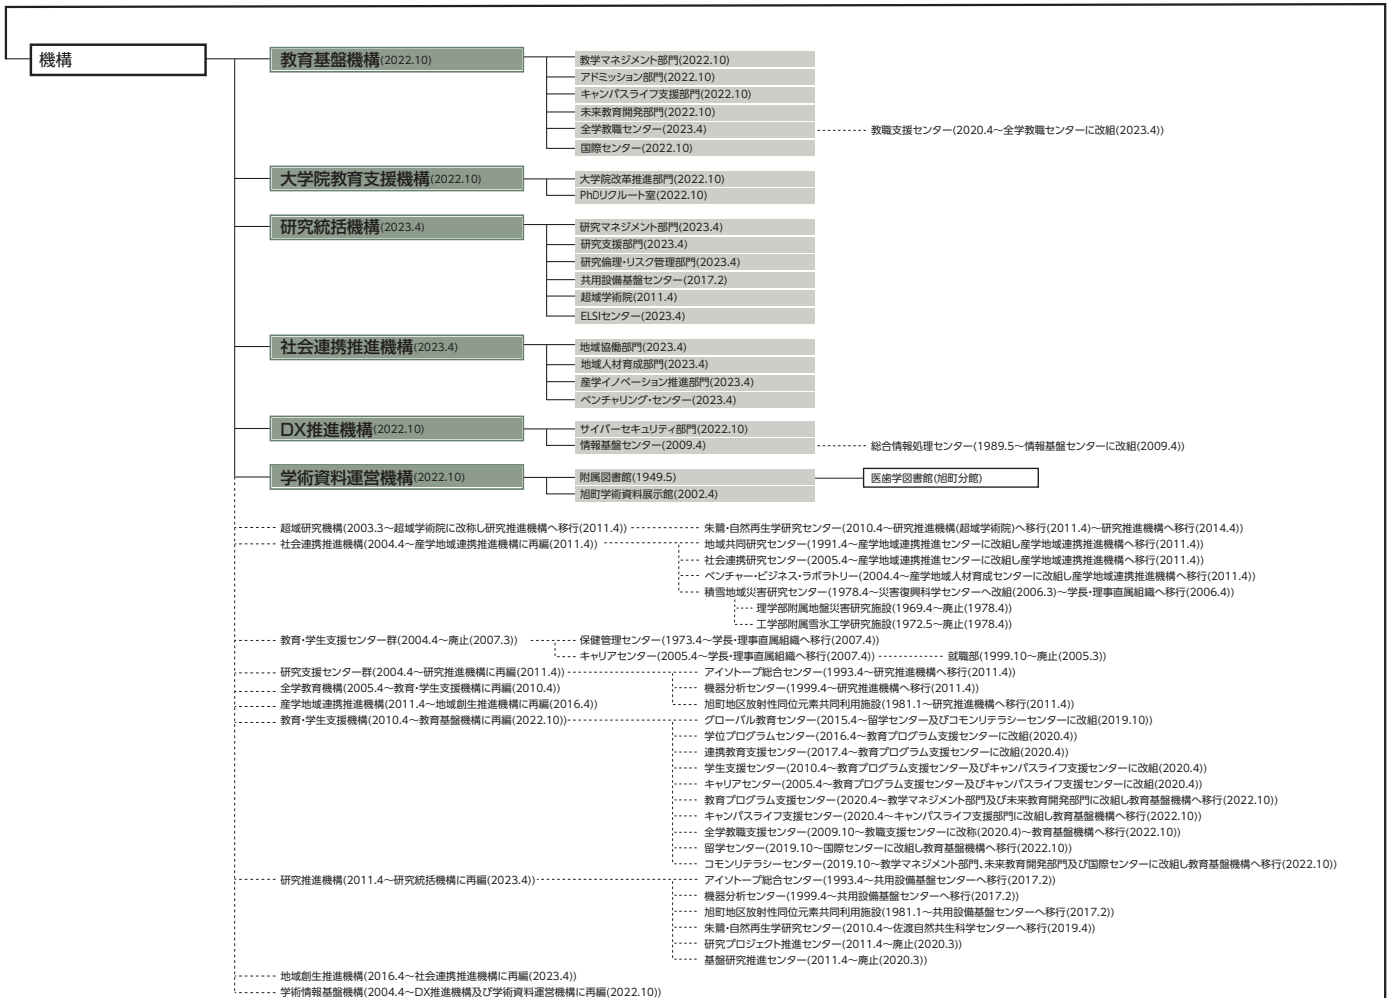 機構
教育基盤機構(2022.10)
教学マネジメント部門(2022.10)
アドミッション部門(2022.10)
キャンパスライフ支援部門(2022.10)
未来教育開発部門(2022.10)
全学教職センター(2023.4)
教職支援センター(2020.4～全学教職センターに改組(2023.4))
国際センター(2022.10)
大学院教育支援機構(2022.10)
大学院改革推進部門(2022.10)
PhDリクルート室(2022.10)
研究統括機構(2023.4)
研究マネジメント部門(2023.4)
研究支援部門(2023.4)
研究倫理・リスク管理部門(2023.4)
共用設備基盤センター(2017.2)
超域学術院(2011.4)
ELSIセンター(2023.4)
社会連携推進機構(2023.4)
地域協働部門(2023.4)
地域人材育成部門(2023.4)
産学イノベーション推進部門(2023.4)
ベンチャリング・センター(2023.4)
DX推進機構(2022.10)
サイバーセキュリティ部門(2022.10)
情報基盤センター(2009.4)
総合情報処理センター(1989.5～情報基盤センターに改組(2009.4))
学術資料運営機構(2022.10)
附属図書館(1949.5)
医歯学図書館(旭町分館)
旭町学術資料展示館(2002.4)
超域研究機構(2003.3～超域学術院に改称し研究推進機構へ移行(2011.4))
朱鷺・自然再生学研究センター(2010.4～研究推進機構(超域学術院)へ移行(2011.4)～研究推進機構へ移行(2014.4))
社会連携推進機構(2004.4～産学地域連携推進機構に再編(2011.4))
地域共同研究センター(1991.4～産学地域連携推進センターに改組し産学地域連携推進機構へ移行(2011.4))
社会連携研究センター(2005.4～産学地域連携推進センターに改組し産学地域連携推進機構へ移行(2011.4))
ベンチャー・ビジネス・ラボラトリー(2004.4～産学地域人材育成センターに改組し産学地域連携推進機構へ移行(2011.4))
積雪地域災害研究センター(1978.4～災害復興科学センターへ改組(2006.3)～学長・理事直属組織へ移行(2006.4))
理学部附属地盤災害研究施設(1969.4～廃止(1978.4))
工学部附属雪氷工学研究施設(1972.5～廃止(1978.4))
教育・学生支援センター群(2004.4～廃止(2007.3))
保健管理センター(1973.4～学長・理事直属組織へ移行(2007.4))
キャリアセンター(2005.4～学長・理事直属組織へ移行(2007.4))
就職部(1999.10～廃止(2005.3))
研究支援センター群(2004.4～研究推進機構に再編(2011.4))
アイソトープ総合センター(1993.4～研究推進機構へ移行(2011.4))
全学教育機構(2005.4～教育・学生支援機構に再編(2010.4))
機器分析センター(1999.4～研究推進機構へ移行(2011.4))
産学地域連携推進機構(2011.4～地域創生推進機構に再編(2016.4))
旭町地区放射性同位元素共同利用施設(1981.1～研究推進機構へ移行(2011.4))
教育・学生支援機構(2010.4～教育基盤機構に再編(2022.10))
グローバル教育センター(2015.4～留学センター及びコモンリテラシーセンターに改組(2019.10))
学位プログラムセンター(2016.4～教育プログラム支援センターに改組(2020.4))
連携教育支援センター(2017.4～教育プログラム支援センターに改組(2020.4))
学生支援センター(2010.4～教育プログラム支援センター及びキャンパスライフ支援センターに改組(2020.4))
キャリアセンター(2005.4～教育プログラム支援センター及びキャンパスライフ支援センターに改組(2020.4))
教育プログラム支援センター(2020.4～教学マネジメント部門及び未来教育開発部門に改組し教育基盤機構へ移行(2022.10))
キャンパスライフ支援センター(2020.4～キャンパスライフ支援部門に改組し教育基盤機構へ移行(2022.10))
全学教職支援センター(2009.10～教職支援センターに改称(2020.4)～教育基盤機構へ移行(2022.10))
留学センター(2019.10～国際センターに改組し教育基盤機構へ移行(2022.10))
コモンリテラシーセンター(2019.10～教学マネジメント部門、未来教育開発部門及び国際センターに改組し教育基盤機構へ移行(2022.10))
研究推進機構(2011.4～研究統括機構に再編(2023.4))
アイソトープ総合センター(1993.4～共用設備基盤センターへ移行(2017.2))
機器分析センター(1999.4～共用設備基盤センターへ移行(2017.2))
旭町地区放射性同位元素共同利用施設(1981.1～共用設備基盤センターへ移行(2017.2))
朱鷺・自然再生学研究センター(2010.4～佐渡自然共生科学センターへ移行(2019.4))
研究プロジェクト推進センター(2011.4～廃止(2020.3))
基盤研究推進センター(2011.4～廃止(2020.3))
地域創生推進機構(2016.4～社会連携推進機構に再編(2023.4))
学術情報基盤機構(2004.4～DX推進機構及び学術資料運営機構に再編(2022.10))